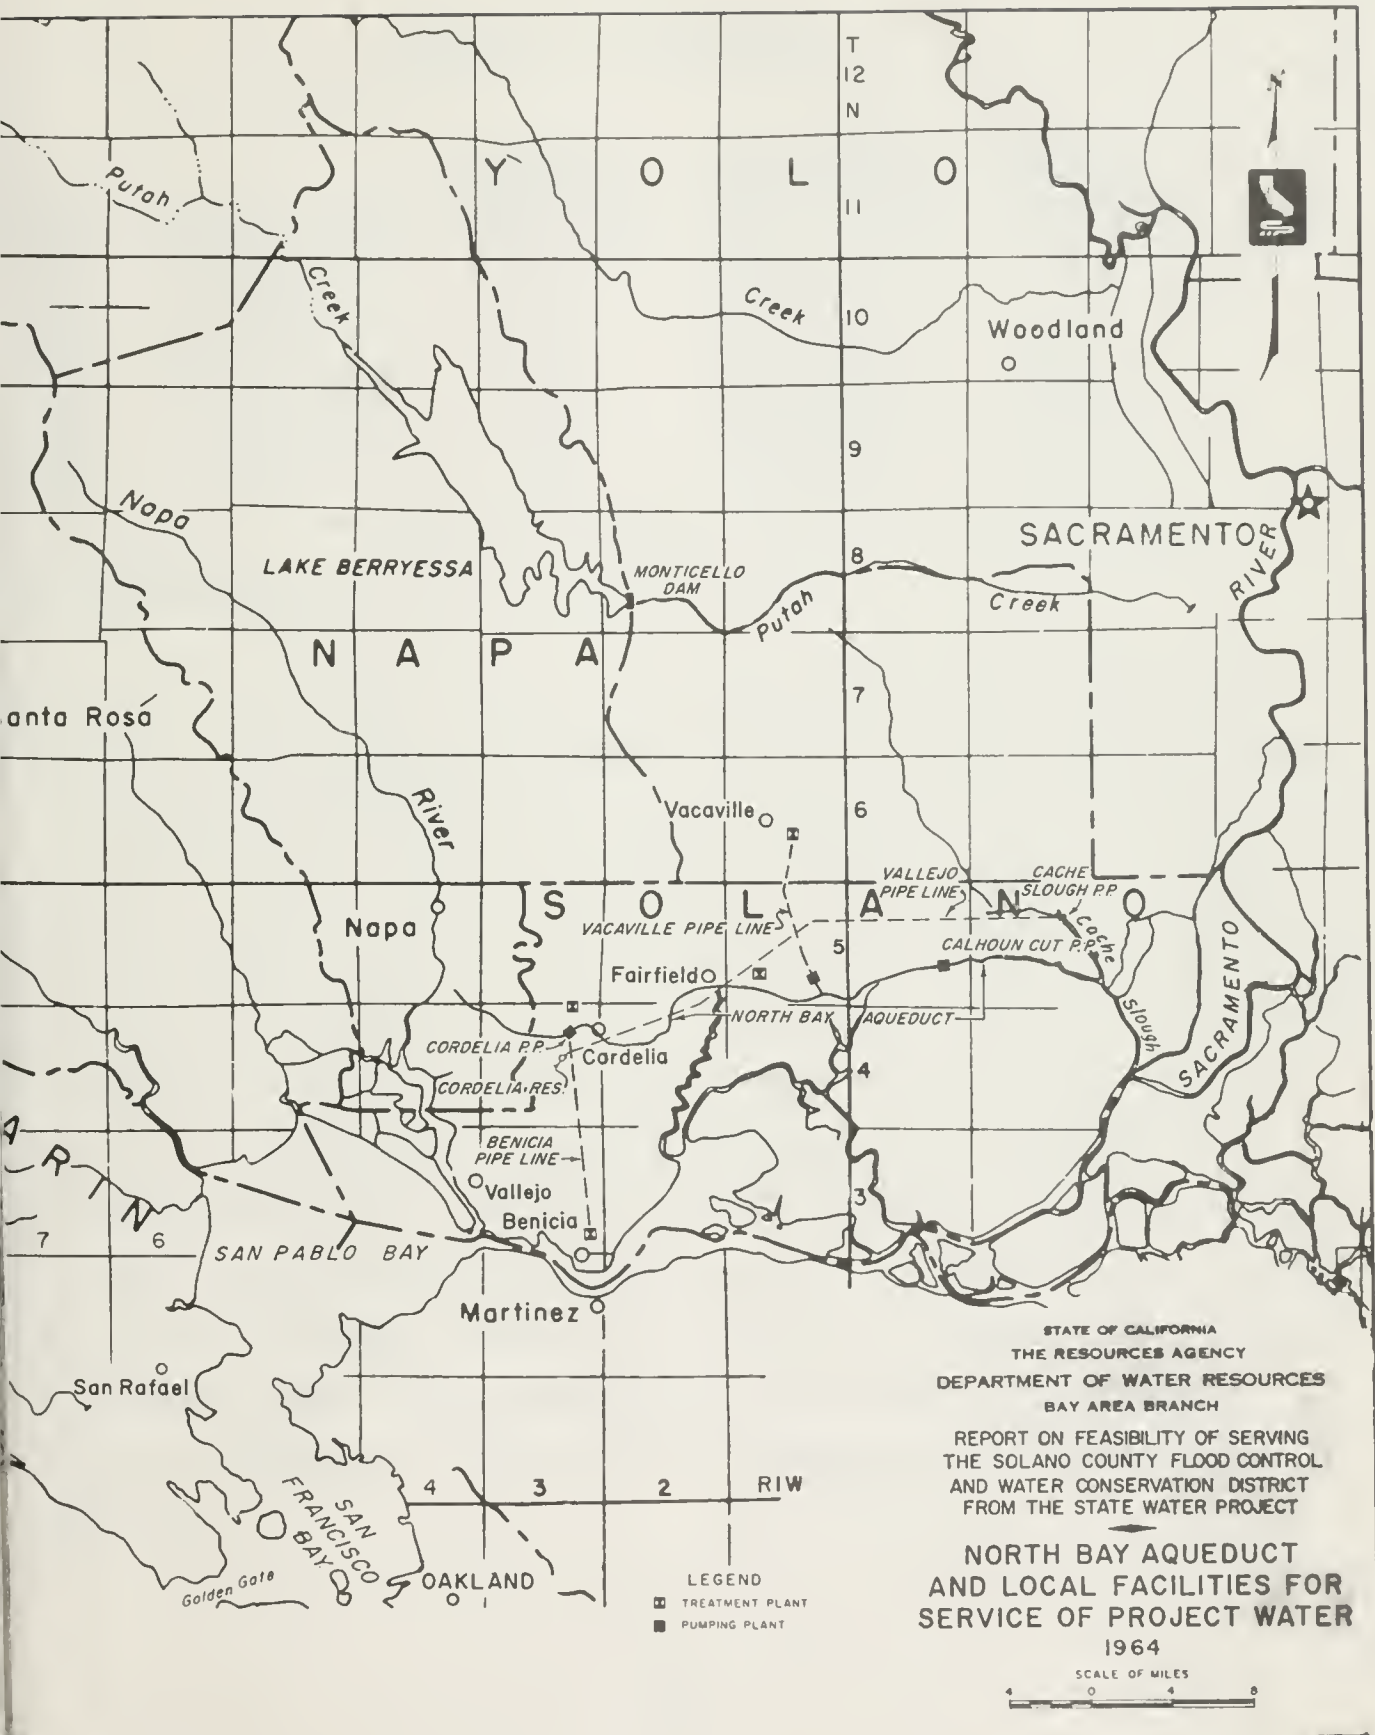 T
12
N
N
Y O L O
Putah
11
Creek
Creek
10
Woodland
9
Napa
SACRAMENTO
RIVER
LAKE BERRYESSA
MONTICELLO
DAM
8
Putah
Creek
N A P A
7
anta Rosa
River
Vacaville
6
VALLEJO
PIPE LINE
CACHE
SLOUGH P.P.
S O L A N O
Napa
VACAVILLE PIPE LINE
5
CALHOUN CUT P.P.
Cache
Slough
SACRAMENTO
Fairfield
NORTH BAY AQUEDUCT
CORDELIA P.P.
Cordelia
CORDELIA RES.
4
BENICIA
PIPE LINE
ARIN
Vallejo
3
Benicia
7
6
SAN PABLO BAY
Martinez
San Rafael
SAN
FRANCISCO
BAY
4
3
2
R1W
Golden Gate
OAKLAND
LEGEND
TREATMENT PLANT
PUMPING PLANT
STATE OF CALIFORNIA
THE RESOURCES AGENCY
DEPARTMENT OF WATER RESOURCES
BAY AREA BRANCH
REPORT ON FEASIBILITY OF SERVING
THE SOLANO COUNTY FLOOD CONTROL
AND WATER CONSERVATION DISTRICT
FROM THE STATE WATER PROJECT
NORTH BAY AQUEDUCT
AND LOCAL FACILITIES FOR
SERVICE OF PROJECT WATER
1964
SCALE OF MILES
4 0 4 8